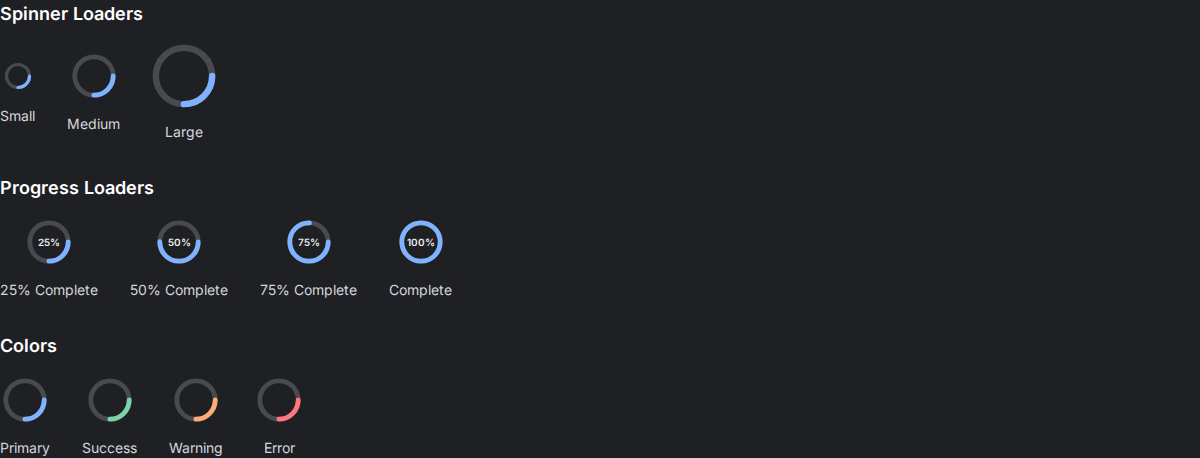 Spinner Loaders
Small
Medium
Large
Progress Loaders
25% 50% 75% 100%
25% Complete 50% Complete 75% Complete Complete
Colors
Primary Success Warning Error